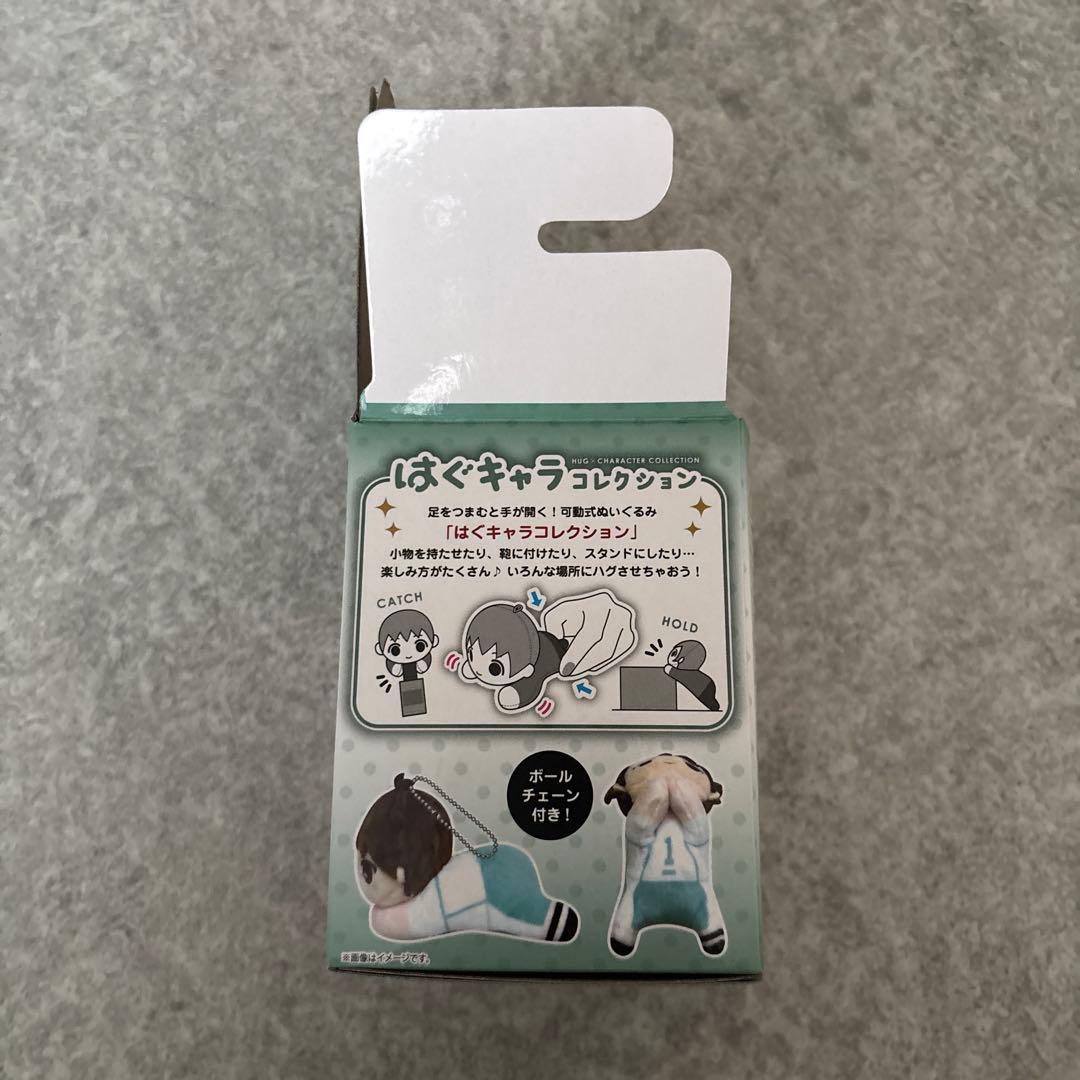 HUG×CHARACTER COLLECTION
はぐキャラコレクション
足をつまむと手が開く！可動式ぬいぐるみ
「はぐキャラコレクション」
小物を持たせたり、鞄に付けたり、スタンドにしたり…
楽しみ方がたくさん♪ いろんな場所にハグさせちゃおう！
CATCH
HOLD
ボール
チェーン
付き！
1
※画像はイメージです。